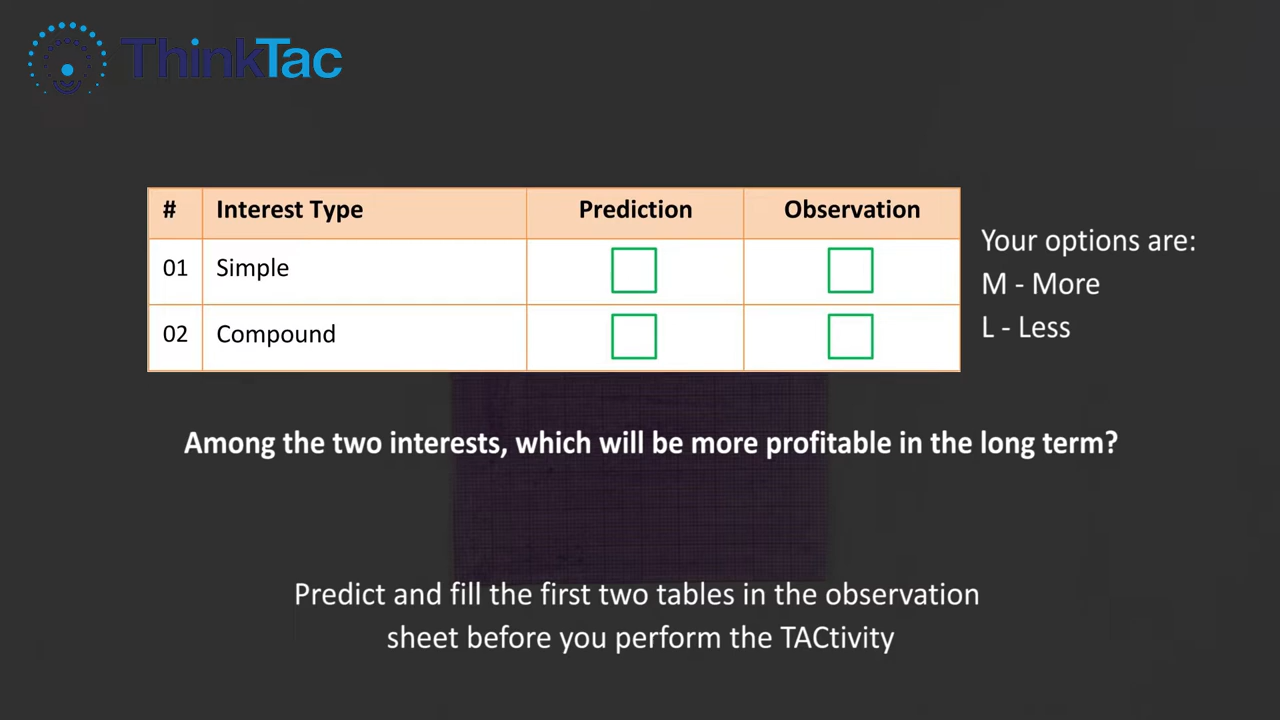 ThinkTac
# Interest Type Prediction Observation
01 Simple
02 Compound
Your options are:
M - More
L - Less
Among the two interests, which will be more profitable in the long term?
Predict and fill the first two tables in the observation
sheet before you perform the TACtivity